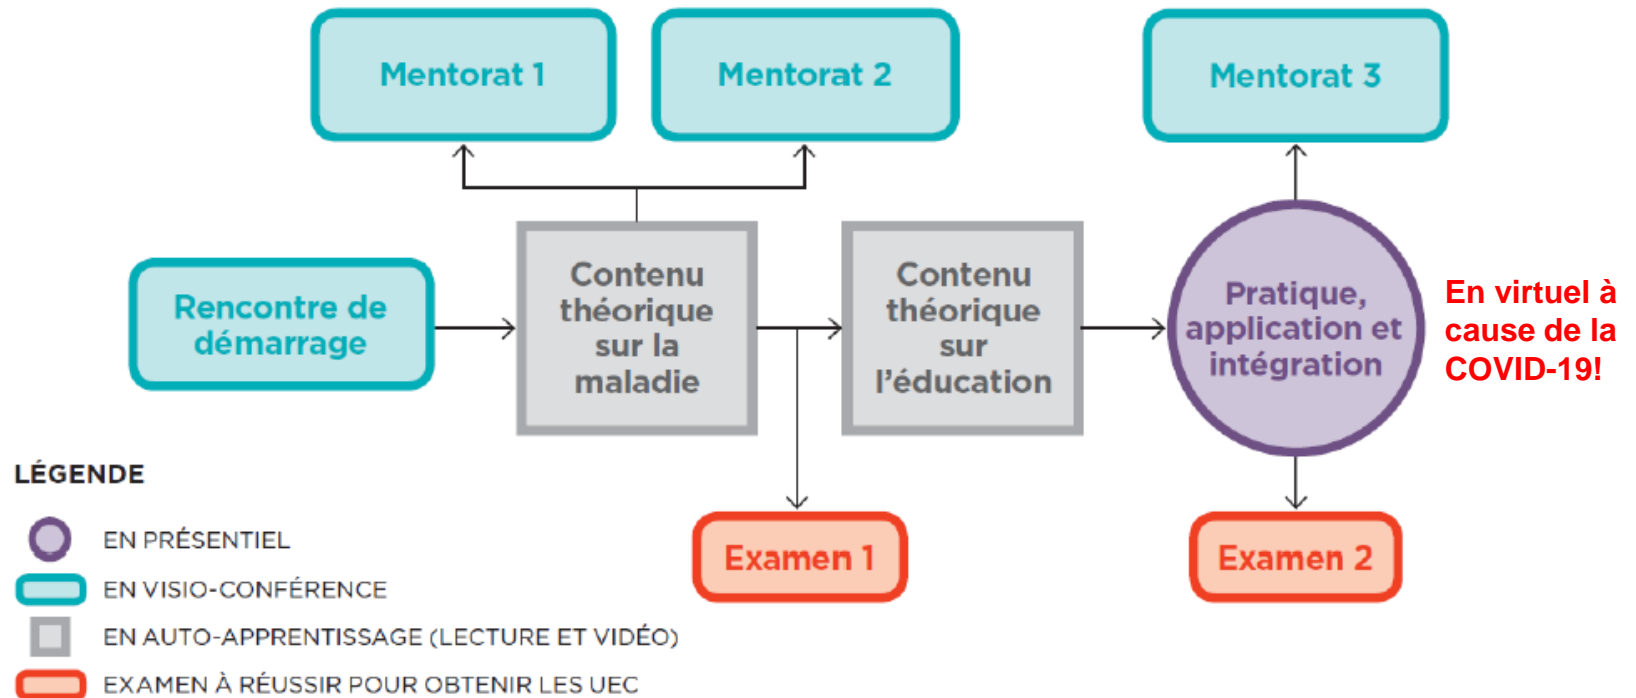 Mentorat 1
Mentorat 2
Mentorat 3
Rencontre de
démarrage
Contenu
théorique
sur la
maladie
Contenu
théorique
sur
l'éducation
Pratique,
application et
intégration
En virtuel à
cause de la
COVID-19!
Examen 1
Examen 2
LÉGENDE
EN PRÉSENTIEL
EN VISIO-CONFÉRENCE
EN AUTO-APPRENTISSAGE (LECTURE ET VIDÉO)
EXAMEN À RÉUSSIR POUR OBTENIR LES UEC